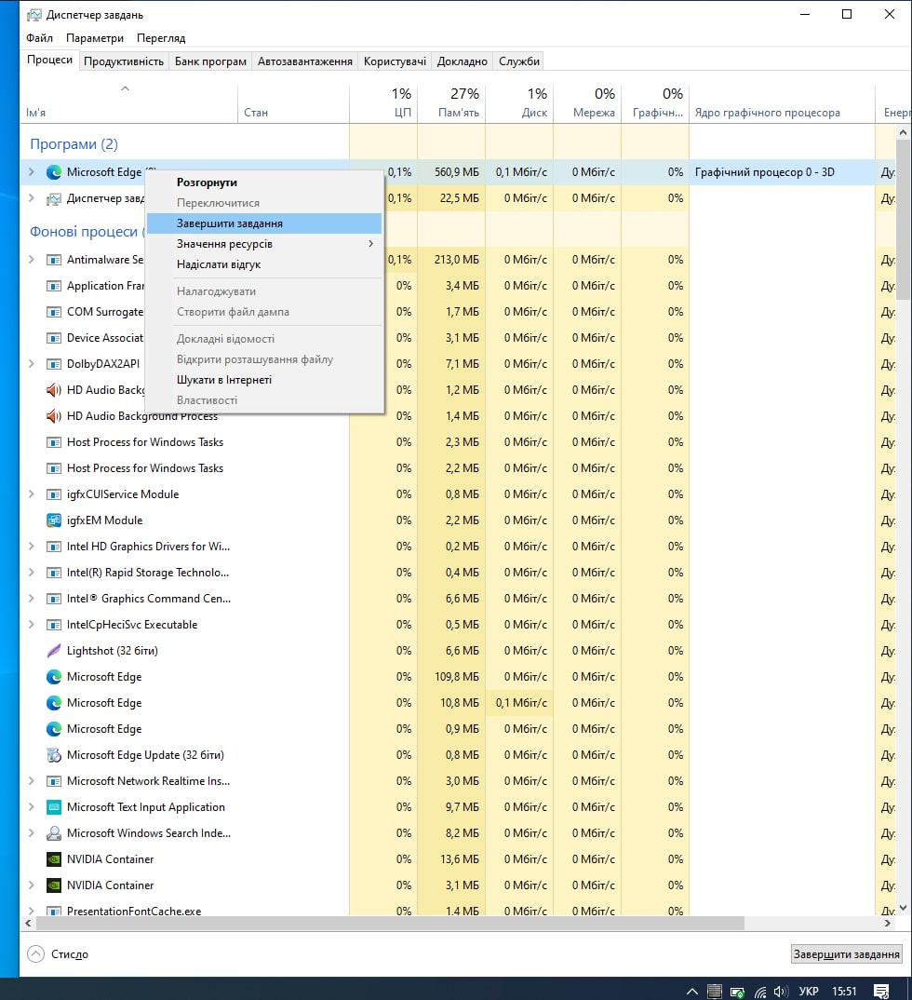 Диспетчер завдань
Файл Параметри Перегляд
Процеси Продуктивність Банк програм Автозавантаження Користувачі Докладно Служби
1% 27% 1% 0% 0%
Ім'я Стан ЦП Пам'ять Диск Мережа Графічн... Ядро графічного процесора Енерг
Програми (2)
Microsoft Edge 0,1% 560,9 МБ 0,1 Мбіт/с 0 Мбіт/с 0% Графічний процесор 0 - 3D Ду
Диспетчер завд 0,1% 22,5 МБ 0 Мбіт/с 0 Мбіт/с 0% Ду
Фонові процеси (
Antimalware Se 0,1% 213,0 МБ 0 Мбіт/с 0 Мбіт/с 0% Ду
Application Fran 0% 3,4 МБ 0 Мбіт/с 0 Мбіт/с 0% Ду
COM Surrogate 0% 1,7 МБ 0 Мбіт/с 0 Мбіт/с 0% Ду
Device Associat 0% 3,1 МБ 0 Мбіт/с 0 Мбіт/с 0% Ду
DolbyDAX2API 0% 7,1 МБ 0 Мбіт/с 0 Мбіт/с 0% Ду
HD Audio Backg 0% 1,2 МБ 0 Мбіт/с 0 Мбіт/с 0% Ду
HD Audio Background Process 0% 1,4 МБ 0 Мбіт/с 0 Мбіт/с 0% Ду
Host Process for Windows Tasks 0% 2,3 МБ 0 Мбіт/с 0 Мбіт/с 0% Ду
Host Process for Windows Tasks 0% 2,2 МБ 0 Мбіт/с 0 Мбіт/с 0% Ду
igfxCUIService Module 0% 0,8 МБ 0 Мбіт/с 0 Мбіт/с 0% Ду
igfxEM Module 0% 2,2 МБ 0 Мбіт/с 0 Мбіт/с 0% Ду
Intel HD Graphics Drivers for Wi... 0% 0,2 МБ 0 Мбіт/с 0 Мбіт/с 0% Ду
Intel(R) Rapid Storage Technolo... 0% 0,4 МБ 0 Мбіт/с 0 Мбіт/с 0% Ду
Intel® Graphics Command Cen... 0% 6,6 МБ 0 Мбіт/с 0 Мбіт/с 0% Ду
IntelCpHeciSvc Executable 0% 0,5 МБ 0 Мбіт/с 0 Мбіт/с 0% Ду
Lightshot (32 біти) 0% 6,6 МБ 0 Мбіт/с 0 Мбіт/с 0% Ду
Microsoft Edge 0% 109,8 МБ 0 Мбіт/с 0 Мбіт/с 0% Ду
Microsoft Edge 0% 10,8 МБ 0,1 Мбіт/с 0 Мбіт/с 0% Ду
Microsoft Edge 0% 0,9 МБ 0 Мбіт/с 0 Мбіт/с 0% Ду
Microsoft Edge Update (32 біти) 0% 0,8 МБ 0 Мбіт/с 0 Мбіт/с 0% Ду
Microsoft Network Realtime Ins... 0% 3,0 МБ 0 Мбіт/с 0 Мбіт/с 0% Ду
Microsoft Text Input Application 0% 9,7 МБ 0 Мбіт/с 0 Мбіт/с 0% Ду
Microsoft Windows Search Inde... 0% 8,2 МБ 0 Мбіт/с 0 Мбіт/с 0% Ду
NVIDIA Container 0% 13,6 МБ 0 Мбіт/с 0 Мбіт/с 0% Ду
NVIDIA Container 0% 3,1 МБ 0 Мбіт/с 0 Мбіт/с 0% Ду
PresentationFontCache.exe 0% 1,4 МБ 0 Мбіт/с 0 Мбіт/с 0% Ду
Розгорнути
Переключитися
Завершити завдання
Значення ресурсів
Надіслати відгук
Налагоджувати
Створити файл дампа
Докладні відомості
Відкрити розташування файлу
Шукати в Інтернеті
Властивості
Стисло Завершити завдання
УКР 15:51